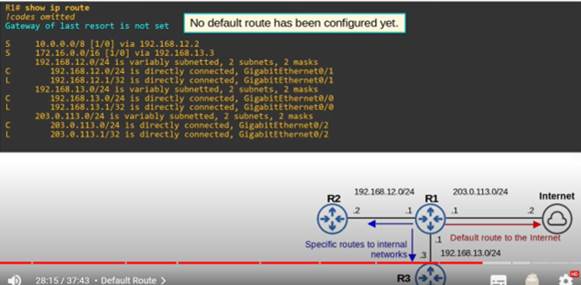 R1# show ip route
!codes omitted
Gateway of last resort is not set
No default route has been configured yet.
S 10.0.0.0/8 [1/0] via 192.168.12.2
S 172.16.0.0/16 [1/0] via 192.168.13.3
192.168.12.0/24 is variably subnetted, 2 subnets, 2 masks
C 192.168.12.0/24 is directly connected, GigabitEthernet0/1
L 192.168.12.1/32 is directly connected, GigabitEthernet0/1
192.168.13.0/24 is variably subnetted, 2 subnets, 2 masks
C 192.168.13.0/24 is directly connected, GigabitEthernet0/0
L 192.168.13.1/32 is directly connected, GigabitEthernet0/0
203.0.113.0/24 is variably subnetted, 2 subnets, 2 masks
C 203.0.113.0/24 is directly connected, GigabitEthernet0/2
L 203.0.113.1/32 is directly connected, GigabitEthernet0/2
R2 192.168.12.0/24 R1 203.0.113.0/24 Internet
.2 .1 .1 .2
Specific routes to internal
networks
.1 Default route to the Internet
.3 192.168.13.0/24
R3
28:15 / 37:43 • Default Route >
HD